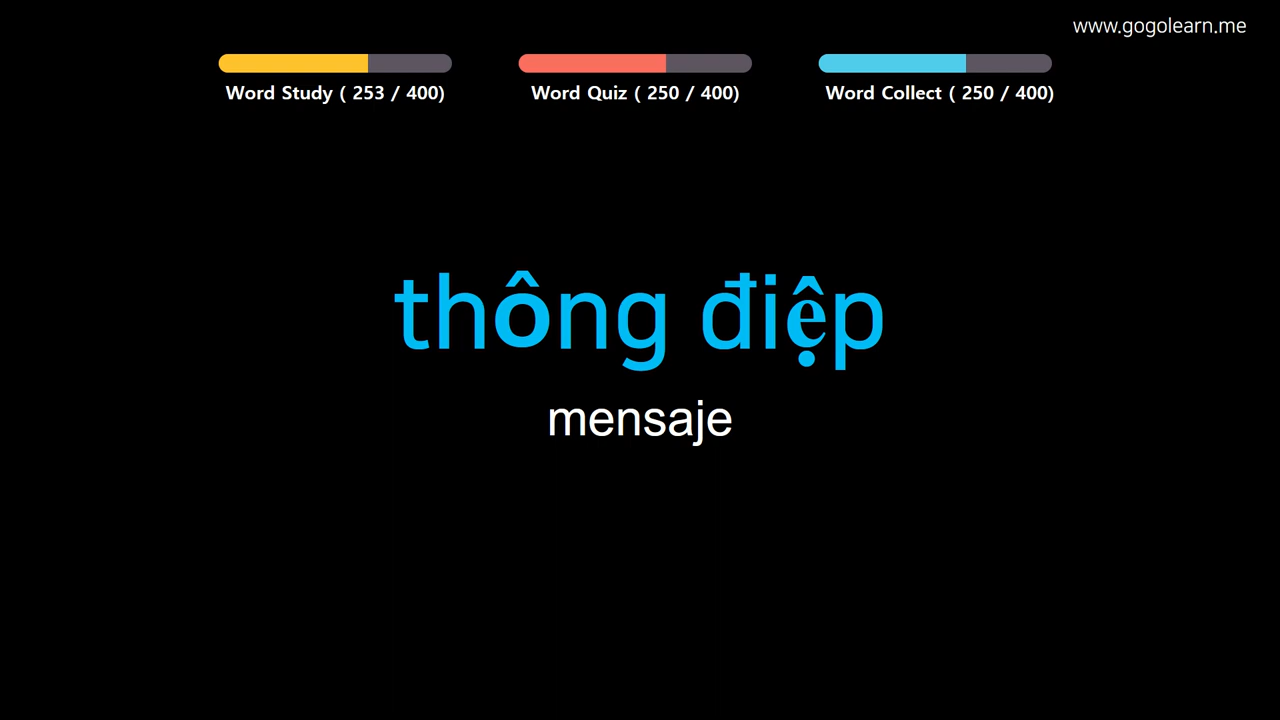 www.gogolearn.me
Word Study ( 253 / 400)
Word Quiz ( 250 / 400)
Word Collect ( 250 / 400)
thông điệp
mensaje